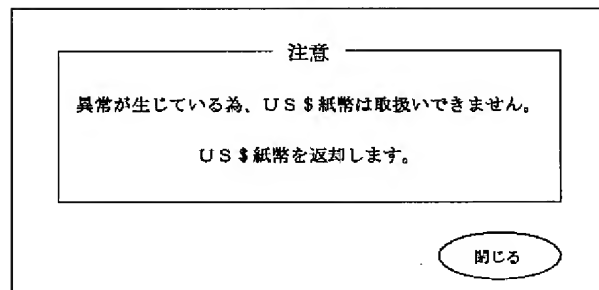 注意
異常が生じている為、ＵＳ＄紙幣は取扱いできません。
ＵＳ＄紙幣を返却します。
閉じる